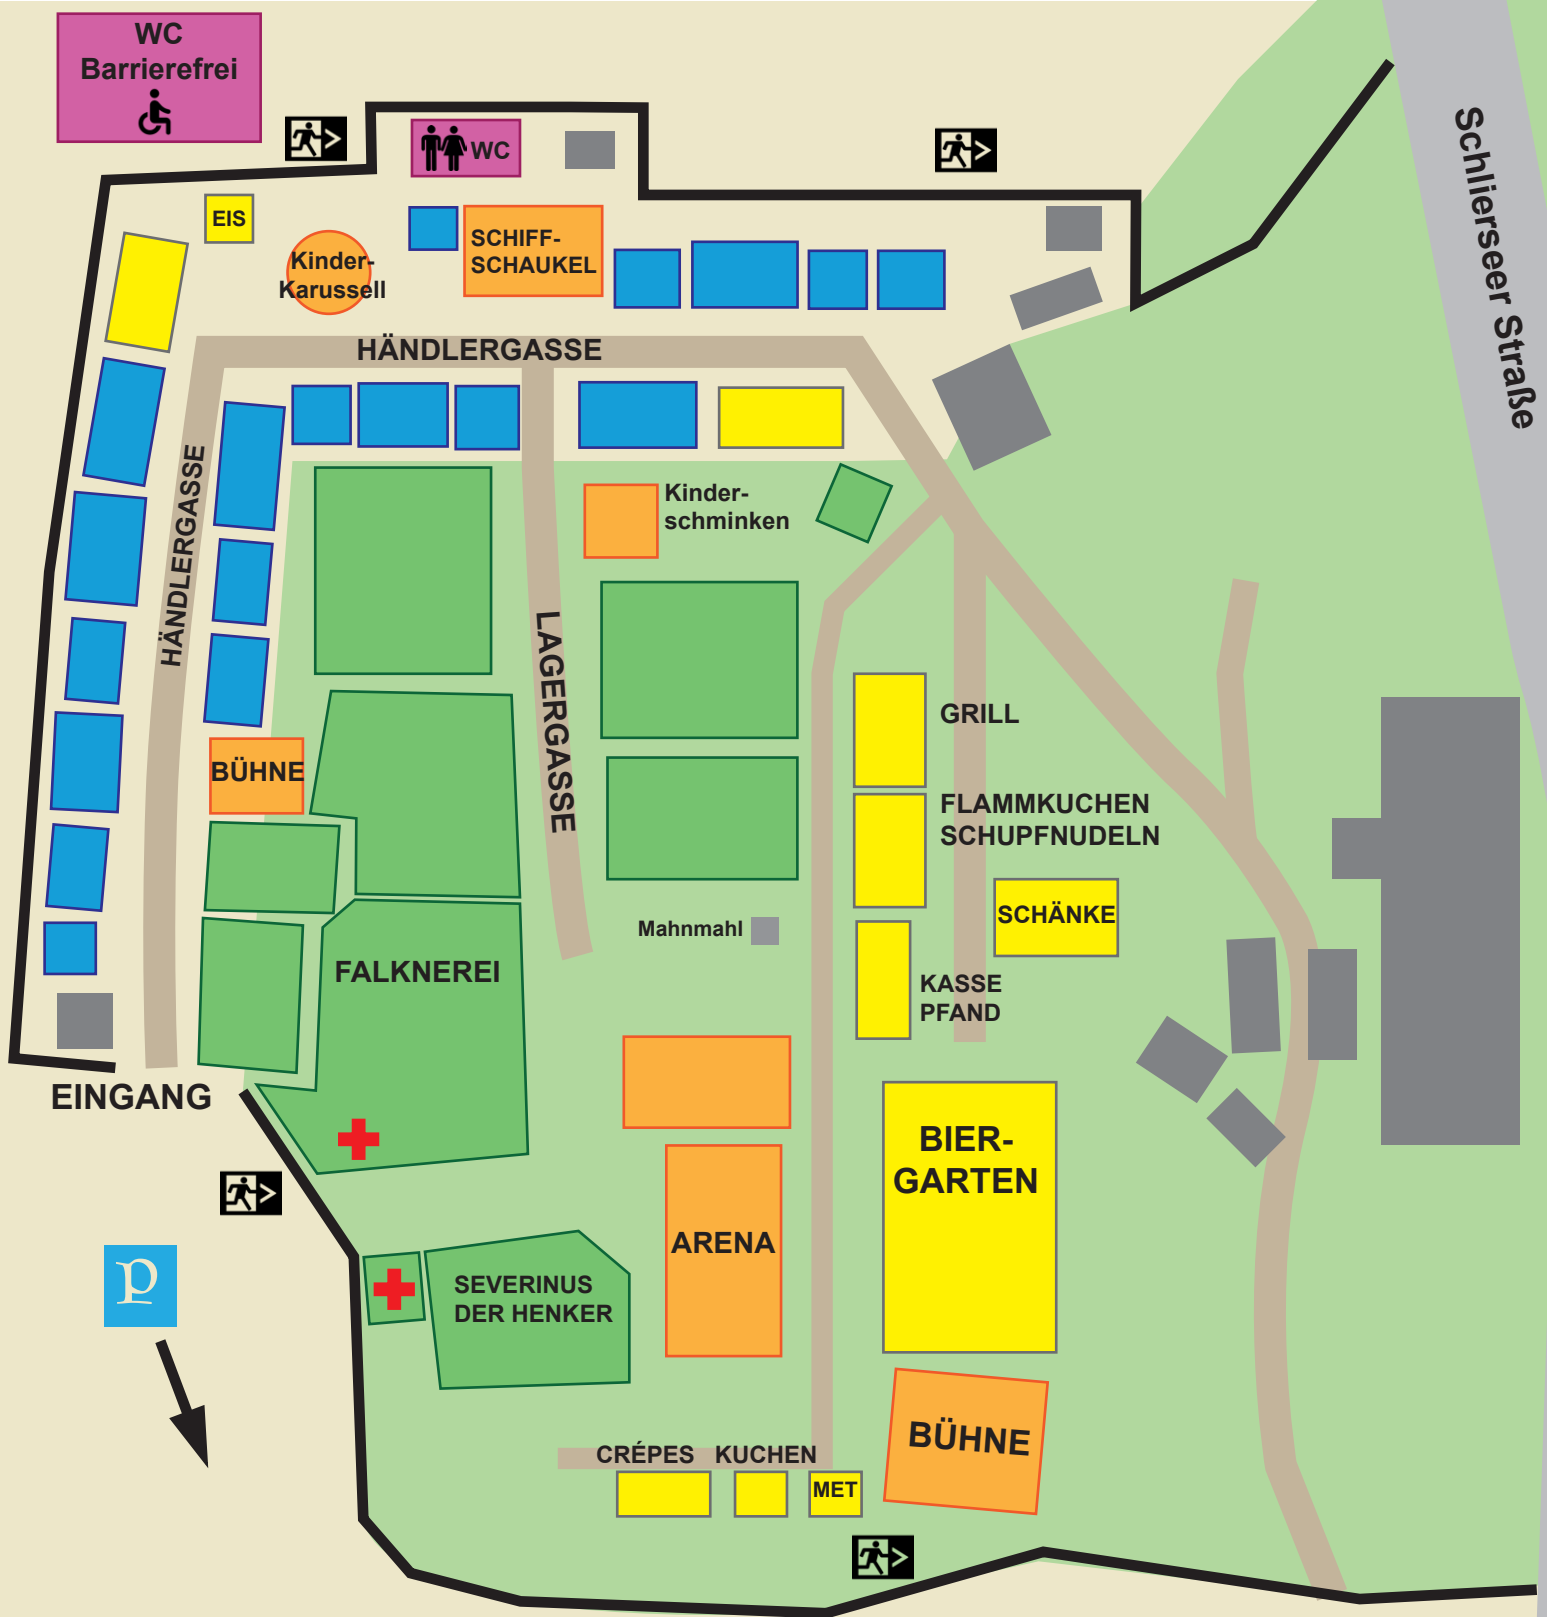 WC
Barrierefrei
WC
EIS
Kinder-
Karussell
SCHIFF-
SCHAUKEL
HÄNDLERGASSE
Schlierseer Straße
HÄNDLERGASSE
Kinder-
schminken
LAGERGASSE
GRILL
BÜHNE
FLAMMKUCHEN
SCHUPFNUDELN
SCHÄNKE
Mahnmahl
FALKNEREI
KASSE
PFAND
EINGANG
BIER-
GARTEN
ARENA
SEVERINUS
DER HENKER
P
BÜHNE
CRÉPES KUCHEN
MET